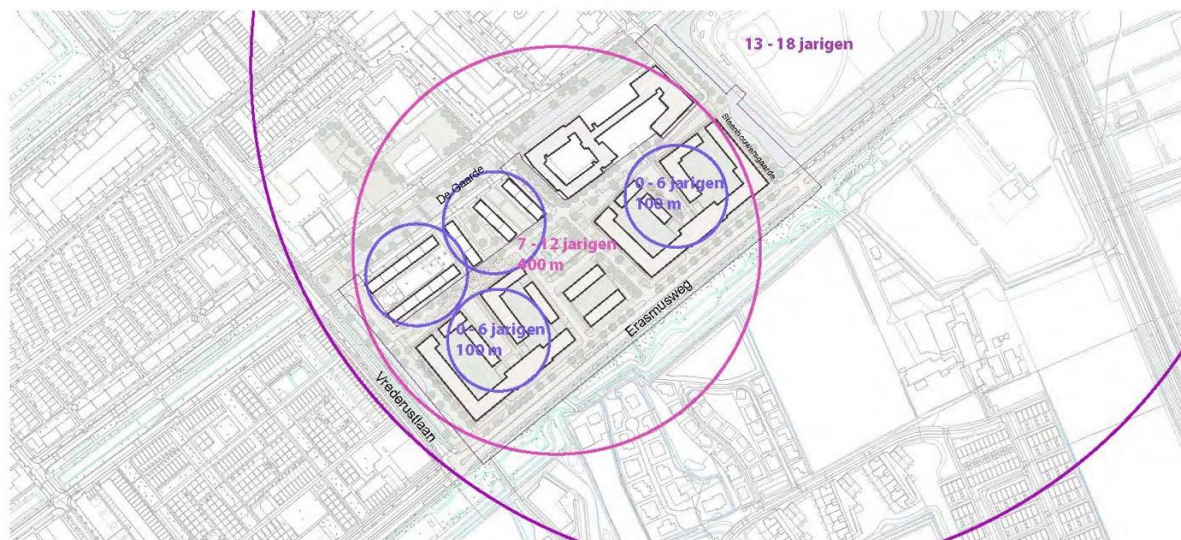 13 - 18 jarigen
Steenhouwersgaarde
De Gaarde
0 - 6 jarigen
100 m
7 - 12 jarigen
400 m
Erasmusweg
0 - 6 jarigen
100 m
Vrederustlaan